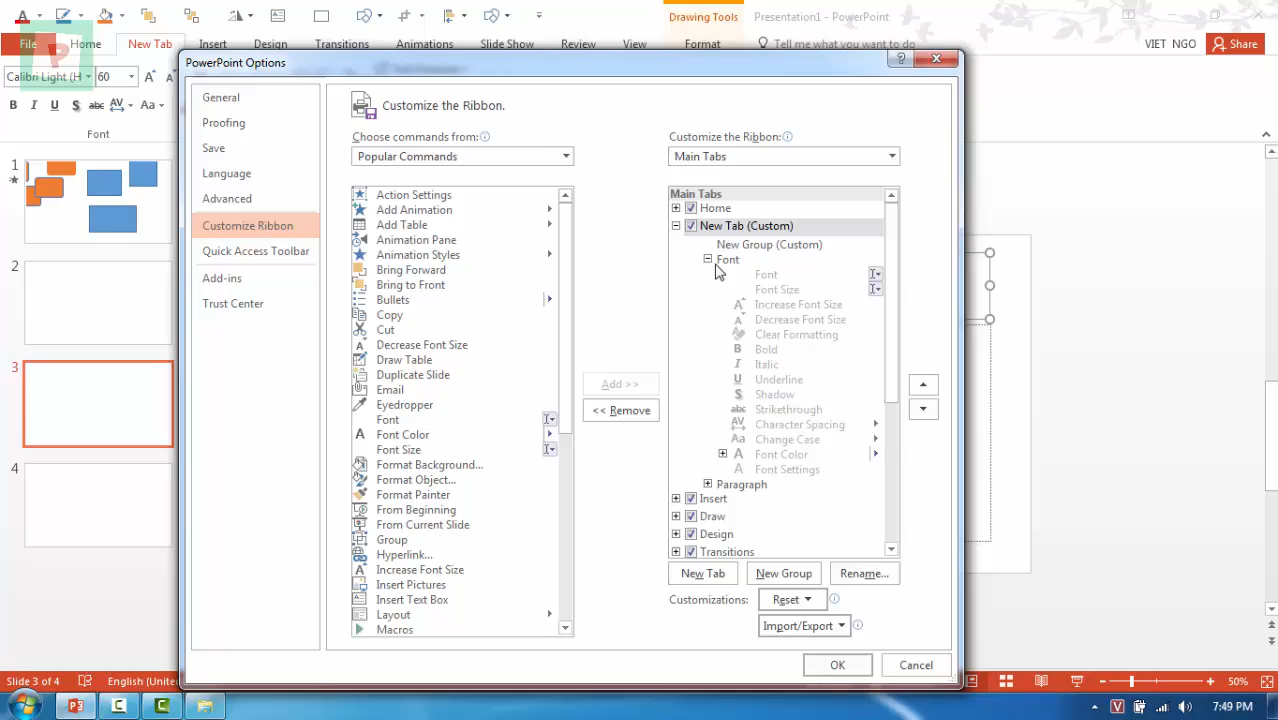 Drawing Tools
Presentation1 - PowerPoint
File
Home
New Tab
Insert
Design
Transitions
Animations
Slide Show
Review
View
Format
Tell me what you want to do
VIET NGO
Share
Calibri Light (H
60
Font
PowerPoint Options
General
Proofing
Save
Language
Advanced
Customize Ribbon
Quick Access Toolbar
Add-ins
Trust Center
Customize the Ribbon.
Choose commands from:
Popular Commands
Action Settings
Add Animation
Add Table
Animation Pane
Animation Styles
Bring Forward
Bring to Front
Bullets
Copy
Cut
Decrease Font Size
Draw Table
Duplicate Slide
Email
Eyedropper
Font
Font Color
Font Size
Format Background...
Format Object...
Format Painter
From Beginning
From Current Slide
Group
Hyperlink...
Increase Font Size
Insert Pictures
Insert Text Box
Layout
Macros
Add >>
<< Remove
Customize the Ribbon:
Main Tabs
Main Tabs
Home
New Tab (Custom)
New Group (Custom)
Font
Font
Font Size
Increase Font Size
Decrease Font Size
Clear Formatting
Bold
Italic
Underline
Shadow
Strikethrough
Character Spacing
Change Case
Font Color
Font Settings
Paragraph
Insert
Draw
Design
Transitions
New Tab
New Group
Rename...
Customizations:
Reset
Import/Export
OK
Cancel
1
2
3
4
Slide 3 of 4
English (Unite
50%
7:49 PM